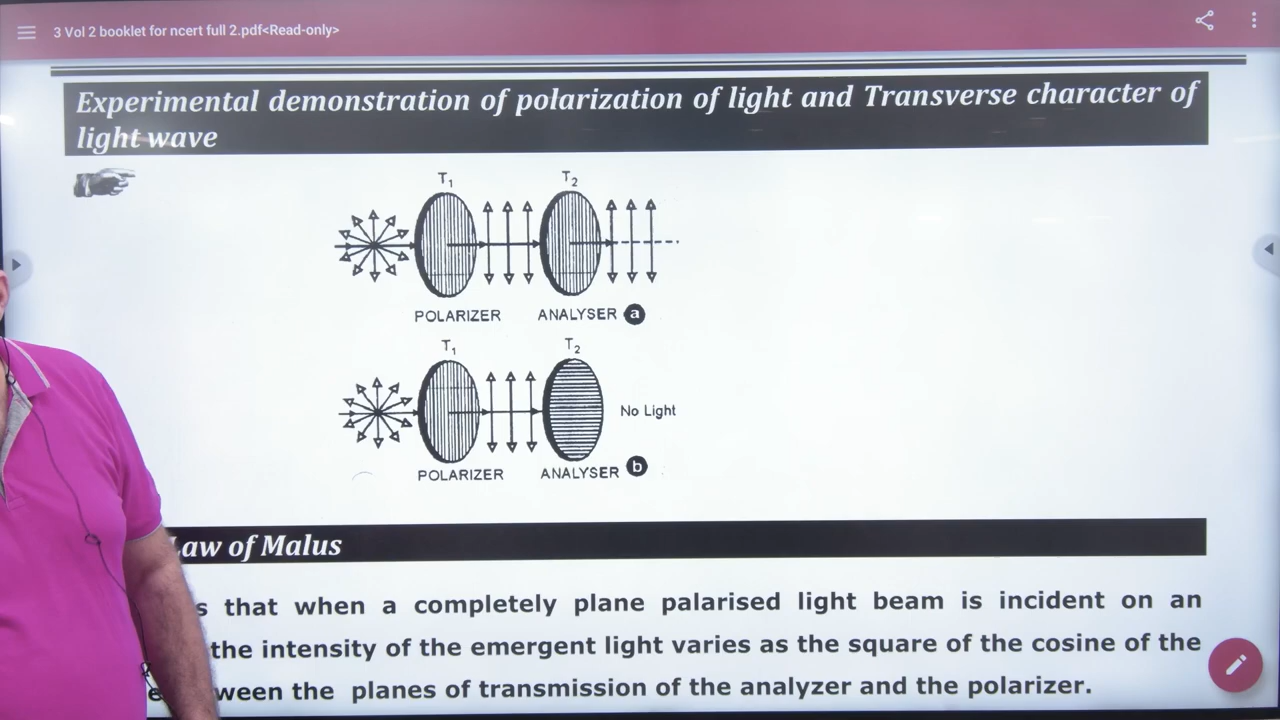 3 Vol 2 booklet for ncert full 2.pdf<Read-only>
Experimental demonstration of polarization of light and Transverse character of
light wave
T1 T2
POLARIZER ANALYSER a
T1 T2
No Light
POLARIZER ANALYSER b
Law of Malus
that when a completely plane palarised light beam is incident on an
the intensity of the emergent light varies as the square of the cosine of the
the planes of transmission of the analyzer and the polarizer.